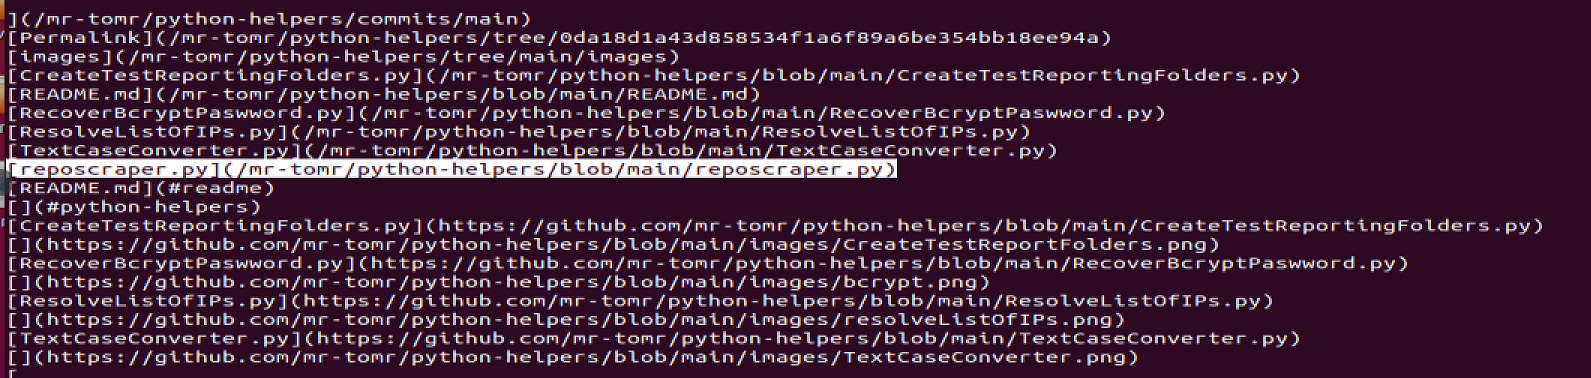 ](/mr-tomr/python-helpers/commits/main)
[Permalink](/mr-tomr/python-helpers/tree/0da18d1a43d858534f1a6f89a6be354bb18ee94a)
[images](/mr-tomr/python-helpers/tree/main/images)
[CreateTestReportingFolders.py](/mr-tomr/python-helpers/blob/main/CreateTestReportingFolders.py)
[README.md](/mr-tomr/python-helpers/blob/main/README.md)
[RecoverBcryptPaswword.py](/mr-tomr/python-helpers/blob/main/RecoverBcryptPaswword.py)
[ResolveListOfIPs.py](/mr-tomr/python-helpers/blob/main/ResolveListOfIPs.py)
[TextCaseConverter.py](/mr-tomr/python-helpers/blob/main/TextCaseConverter.py)
[reposcraper.py](/mr-tomr/python-helpers/blob/main/reposcraper.py)
[README.md](#readme)
[](#python-helpers)
[CreateTestReportingFolders.py](https://github.com/mr-tomr/python-helpers/blob/main/CreateTestReportingFolders.py)
[](https://github.com/mr-tomr/python-helpers/blob/main/images/CreateTestReportFolders.png)
[RecoverBcryptPaswword.py](https://github.com/mr-tomr/python-helpers/blob/main/RecoverBcryptPaswword.py)
[](https://github.com/mr-tomr/python-helpers/blob/main/images/bcrypt.png)
[ResolveListOfIPs.py](https://github.com/mr-tomr/python-helpers/blob/main/ResolveListOfIPs.py)
[](https://github.com/mr-tomr/python-helpers/blob/main/images/resolveListOfIPs.png)
[TextCaseConverter.py](https://github.com/mr-tomr/python-helpers/blob/main/TextCaseConverter.py)
[](https://github.com/mr-tomr/python-helpers/blob/main/images/TextCaseConverter.png)
[